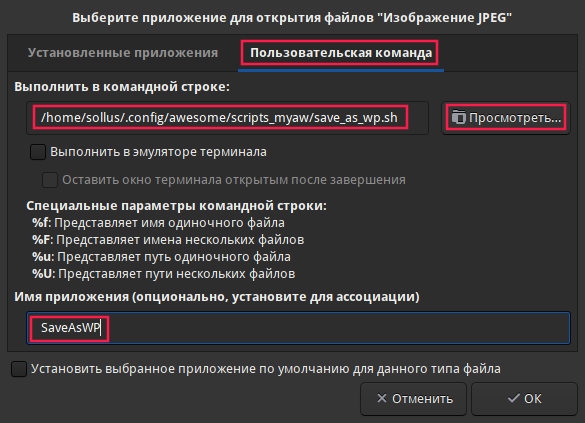 Выберите приложение для открытия файлов "Изображение JPEG"
Установленные приложения
Пользовательская команда
Выполнить в командной строке:
/home/sollus/.config/awesome/scripts_myaw/save_as_wp.sh
Просмотреть...
Выполнить в эмуляторе терминала
Оставить окно терминала открытым после завершения
Специальные параметры командной строки:
%f: Представляет имя одиночного файла
%F: Представляет имена нескольких файлов
%u: Представляет путь одиночного файла
%U: Представляет пути нескольких файлов
Имя приложения (опционально, установите для ассоциации)
SaveAsWP
Установить выбранное приложение по умолчанию для данного типа файла
Отменить
ОК